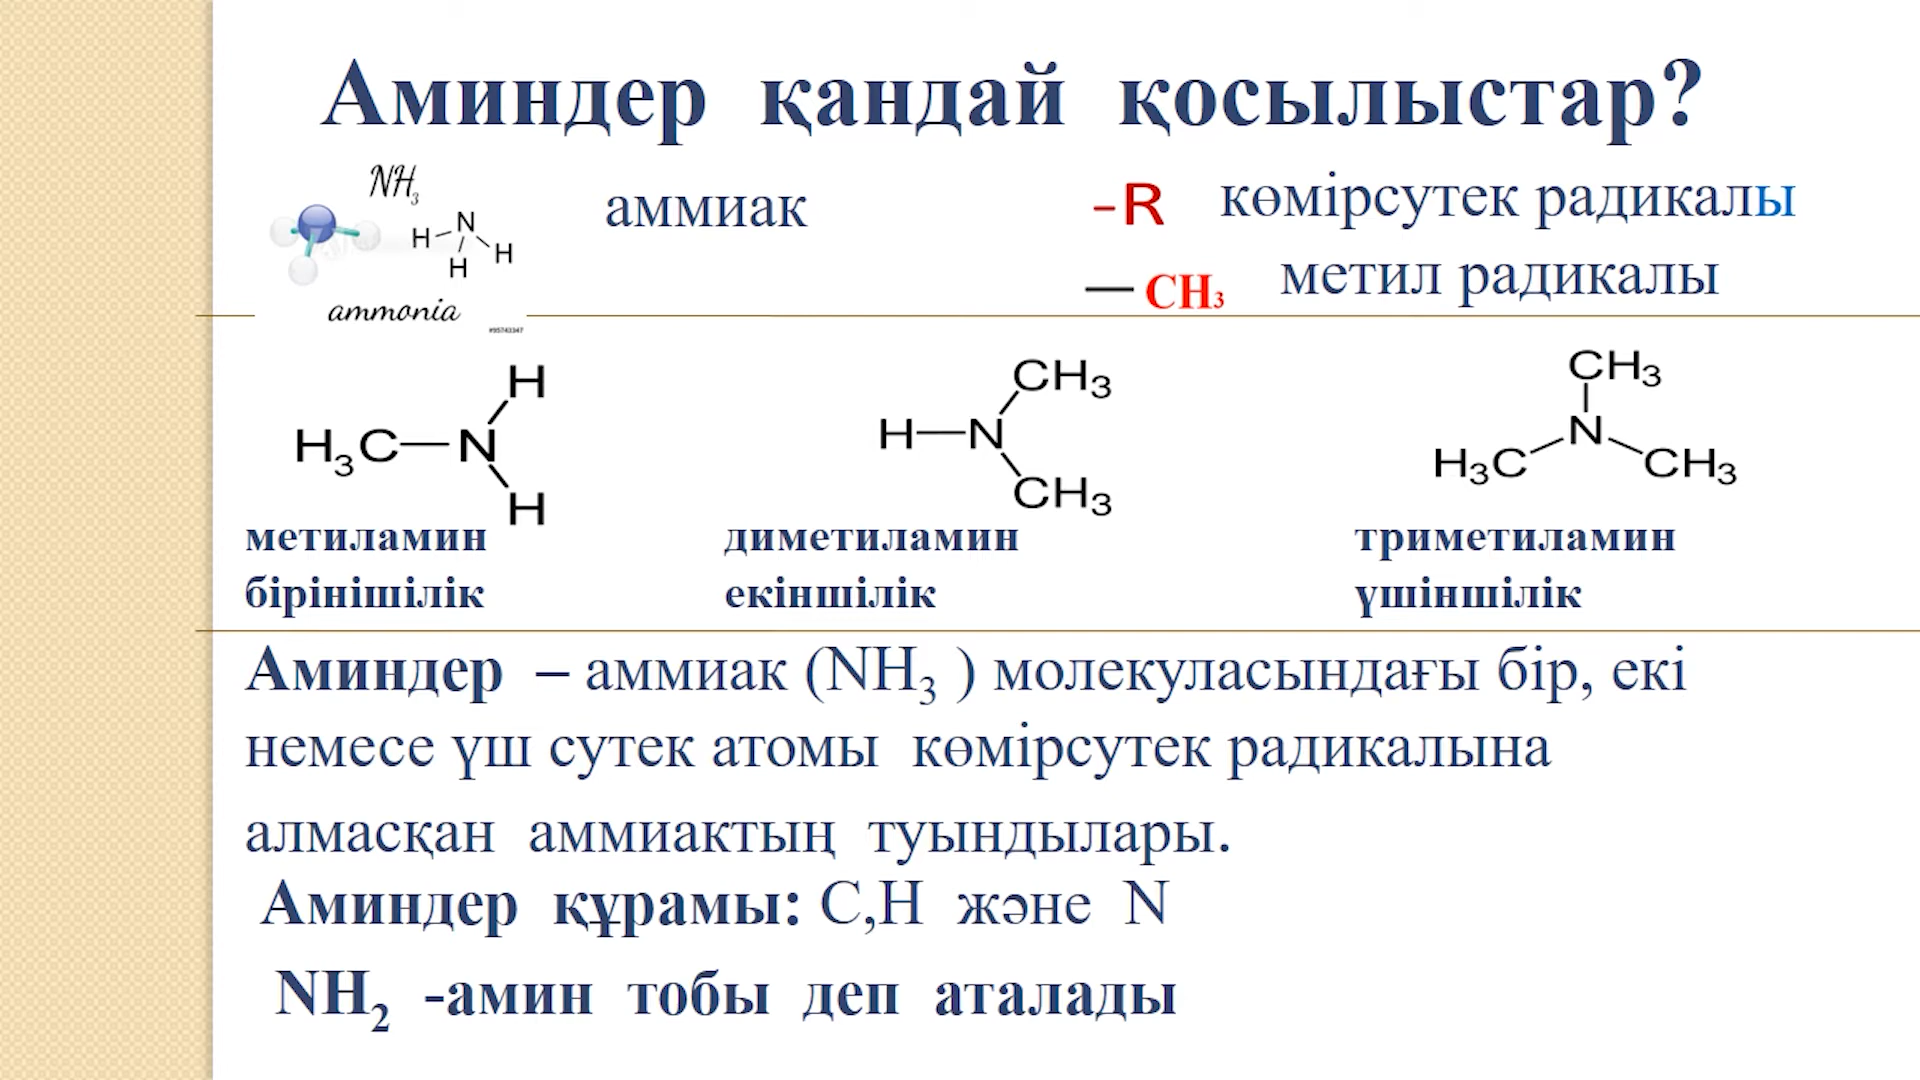 Аминдер қандай қосылыстар?
NH3
H N H
H
ammonia
#95743347
аммиак
-R көмірсутек радикалы
CH3 метил радикалы
H
H3C N
H
CH3
H N
CH3
CH3
N
H3C CH3
метиламин диметиламин триметиламин
бірінішілік екіншілік үшіншілік
Аминдер – аммиак (NH3 ) молекуласындағы бір, екі
немесе үш сутек атомы көмірсутек радикалына
алмасқан аммиактың туындылары.
Аминдер құрамы: С,Н және N
NH2 -амин тобы деп аталады